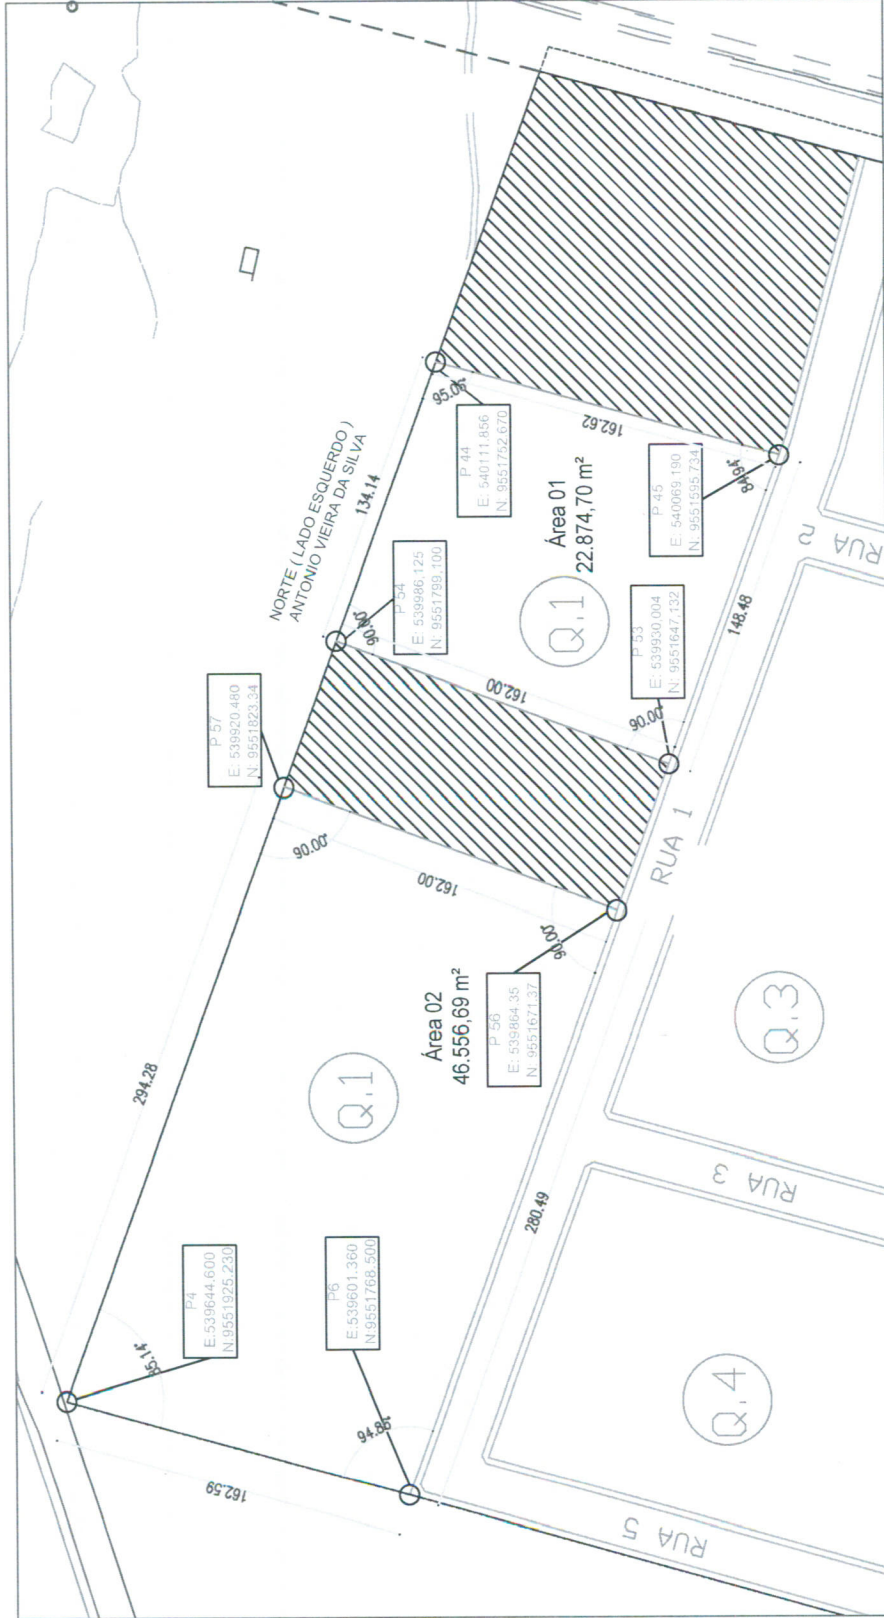 NORTE ( LADO ESQUERDO )
ANTONIO VIEIRA DA SILVA
134.14
95.06°
P 44
E: 540111.856
N: 9551752.670
162.62
P 45
E: 540069.190
N: 9551595.734
84.94°
Área 01
22.874,70 m²
Q.1
P 54
E: 539986.125
N: 9551799.100
90.00°
162.00
P 53
E: 539930.004
N: 9551647.132
90.00°
148.48
RUA 2
RUA 1
P 57
E: 539920.480
N: 9551823.34
90.00°
162.00
90.00°
P 56
E: 539864.35
N: 9551671.37
Área 02
46.556,69 m²
Q.1
294.28
280.49
P4
E:539644.600
N:9551925.230
85.14°
P6
E:539601.360
N:9551768.500
94.86°
162.59
Q.3
RUA 3
Q.4
RUA 5